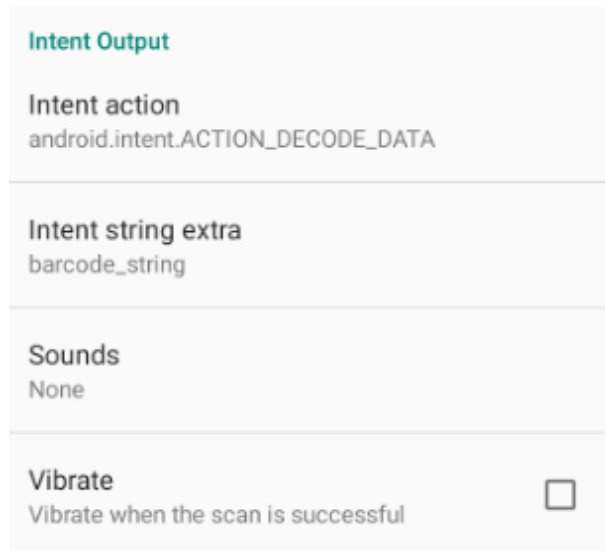 Intent Output
Intent action
android.intent.ACTION_DECODE_DATA
Intent string extra
barcode_string
Sounds
None
Vibrate
Vibrate when the scan is successful